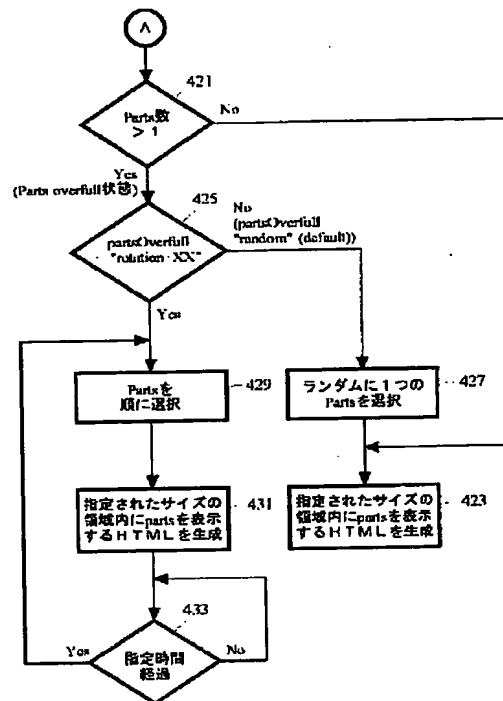 A
421
Parts数
> 1
No
Yes
(Parts overfull状態)
425
partsOverfull
"rotation XX"
No
(partsOverfull
"random" (default))
Yes
Partsを
順に選択
429
ランダムに1つの
Partsを選択
427
指定されたサイズの
領域内にpartsを表示
するHTMLを生成
431
指定されたサイズの
領域内にpartsを表示
するHTMLを生成
423
433
指定時間
経過
Yes
No